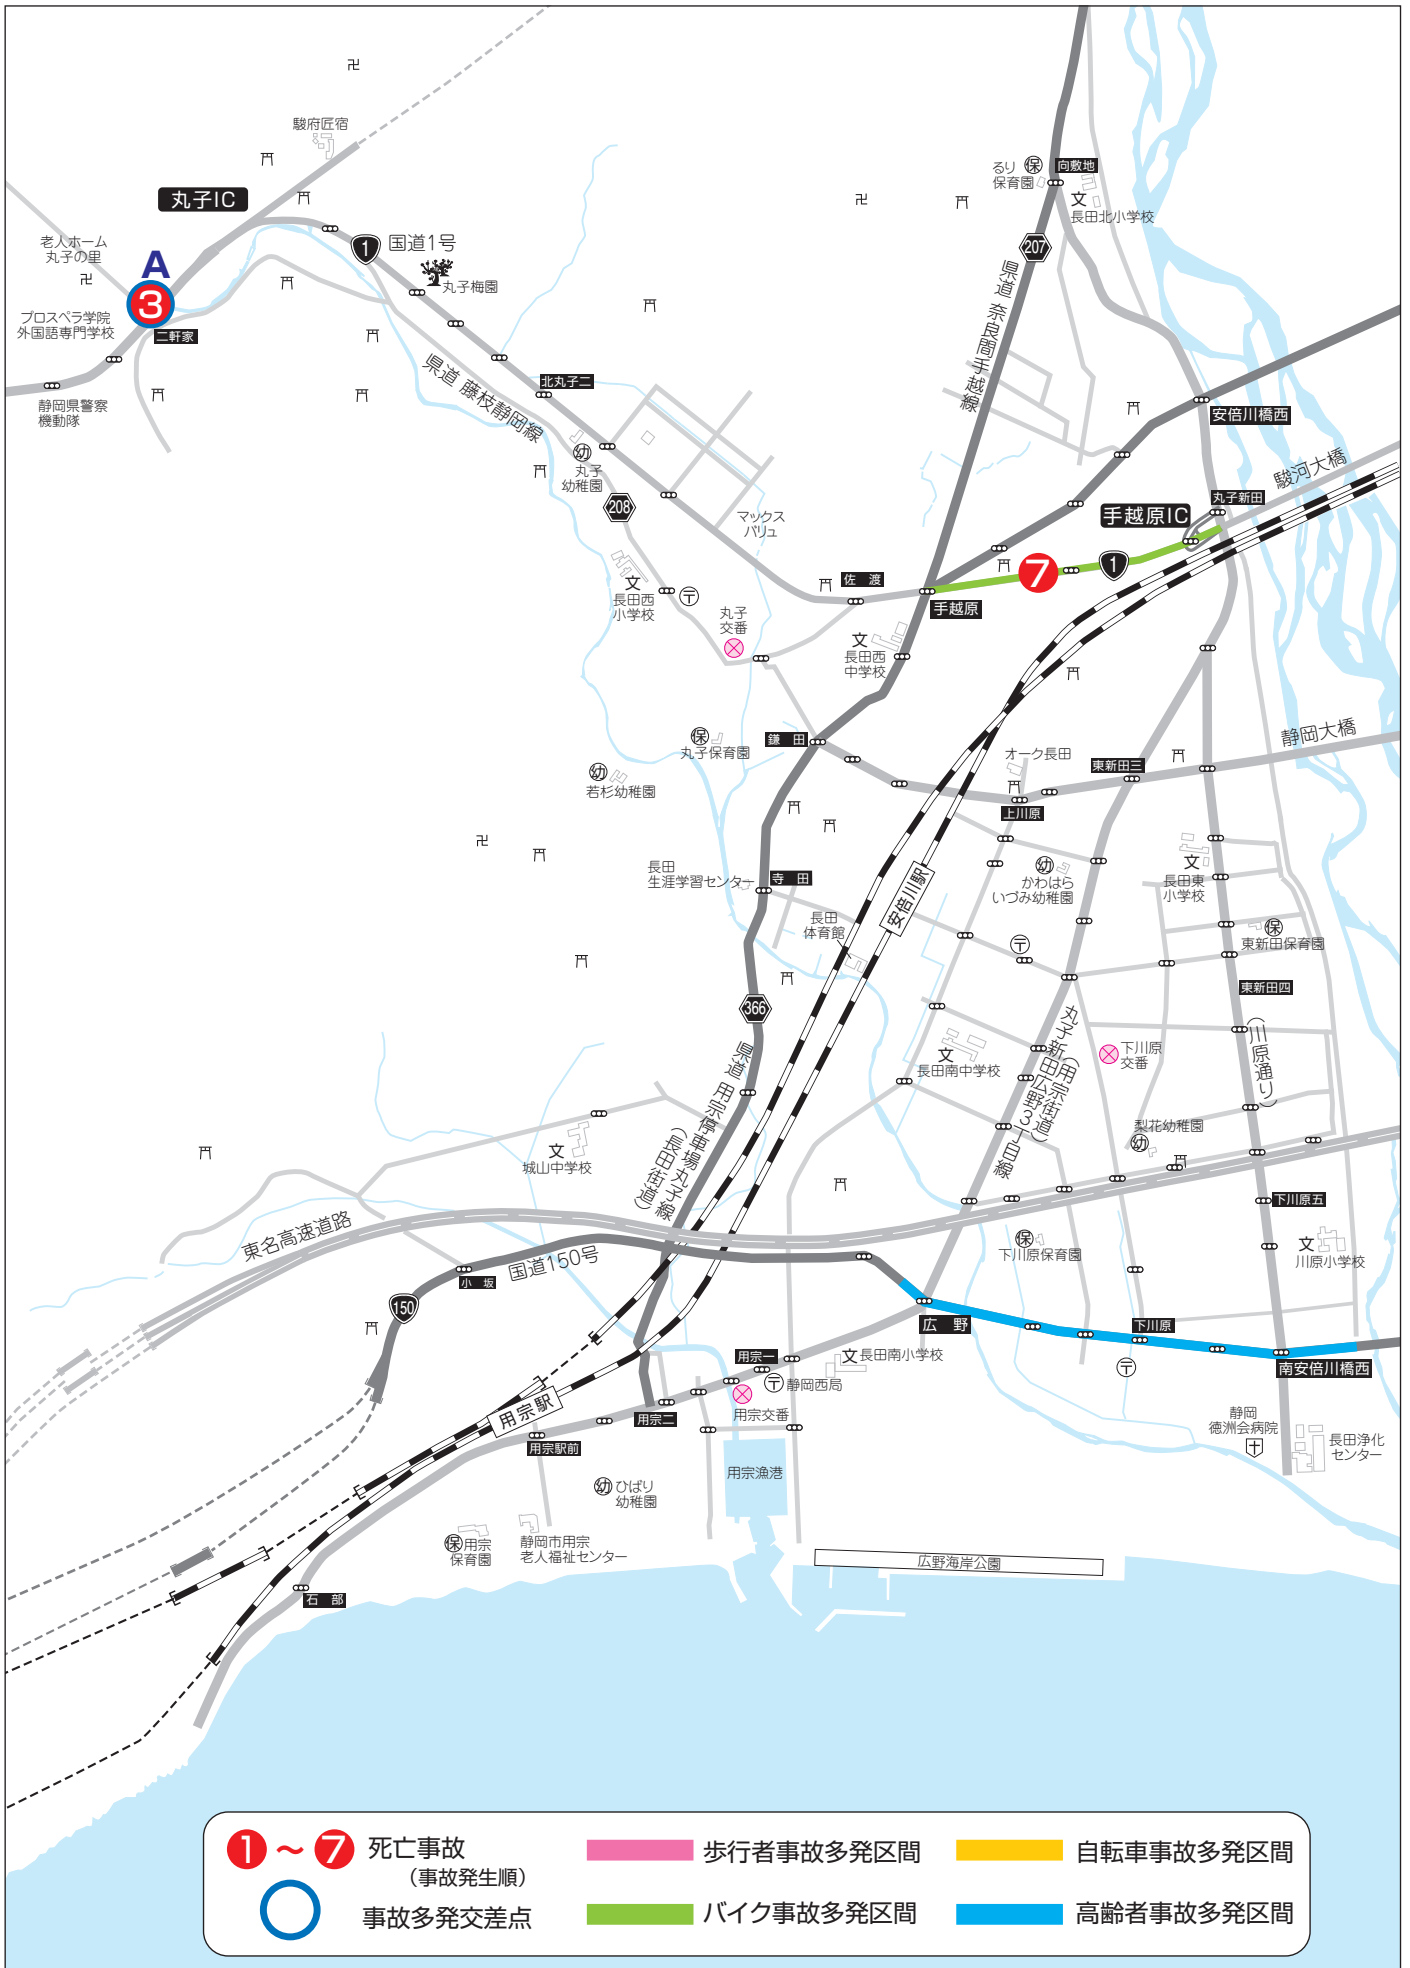 駿府匠宿
丸子IC
老人ホーム
丸子の里
A
3
プロスペラ学院
外国語専門学校
二軒家
静岡県警察
機動隊
1
国道1号
丸子梅園
県道 藤枝静岡線
北丸子二
幼
丸子
幼稚園
208
マックス
バリュ
文
長田西
小学校
〒
丸子
交番
佐 渡
るり
保育園
保
向敷地
文
長田北小学校
207
県道 奈良間手越線
安倍川橋西
駿河大橋
丸子新田
手越原IC
7
1
手越原
文
長田西
中学校
保
丸子保育園
鎌 田
幼
若杉幼稚園
オーク長田
東新田三
静岡大橋
上川原
長田
生涯学習センター
寺 田
長田
体育館
安倍川駅
幼
かわはら
いづみ幼稚園
文
長田東
小学校
〒
保
東新田保育園
東新田四
366
県道 用宗停車場丸子線
(長田街道)
文
長田南中学校
丸子新田広野3丁目線
(用宗街道)
下川原
交番
(川原通り)
梨花幼稚園
幼
文
城山中学校
東名高速道路
国道150号
小 坂
150
保
下川原保育園
下川原五
文
川原小学校
広 野
下川原
〒
南安倍川橋西
用宗一
文
長田南小学校
〒
静岡西局
用宗交番
用宗二
用宗駅
用宗駅前
静岡
徳洲会病院
長田浄化
センター
用宗漁港
幼
ひばり
幼稚園
保
用宗
保育園
静岡市用宗
老人福祉センター
広野海岸公園
石 部
1 ～ 7 死亡事故
(事故発生順)
事故多発交差点
歩行者事故多発区間
バイク事故多発区間
自転車事故多発区間
高齢者事故多発区間